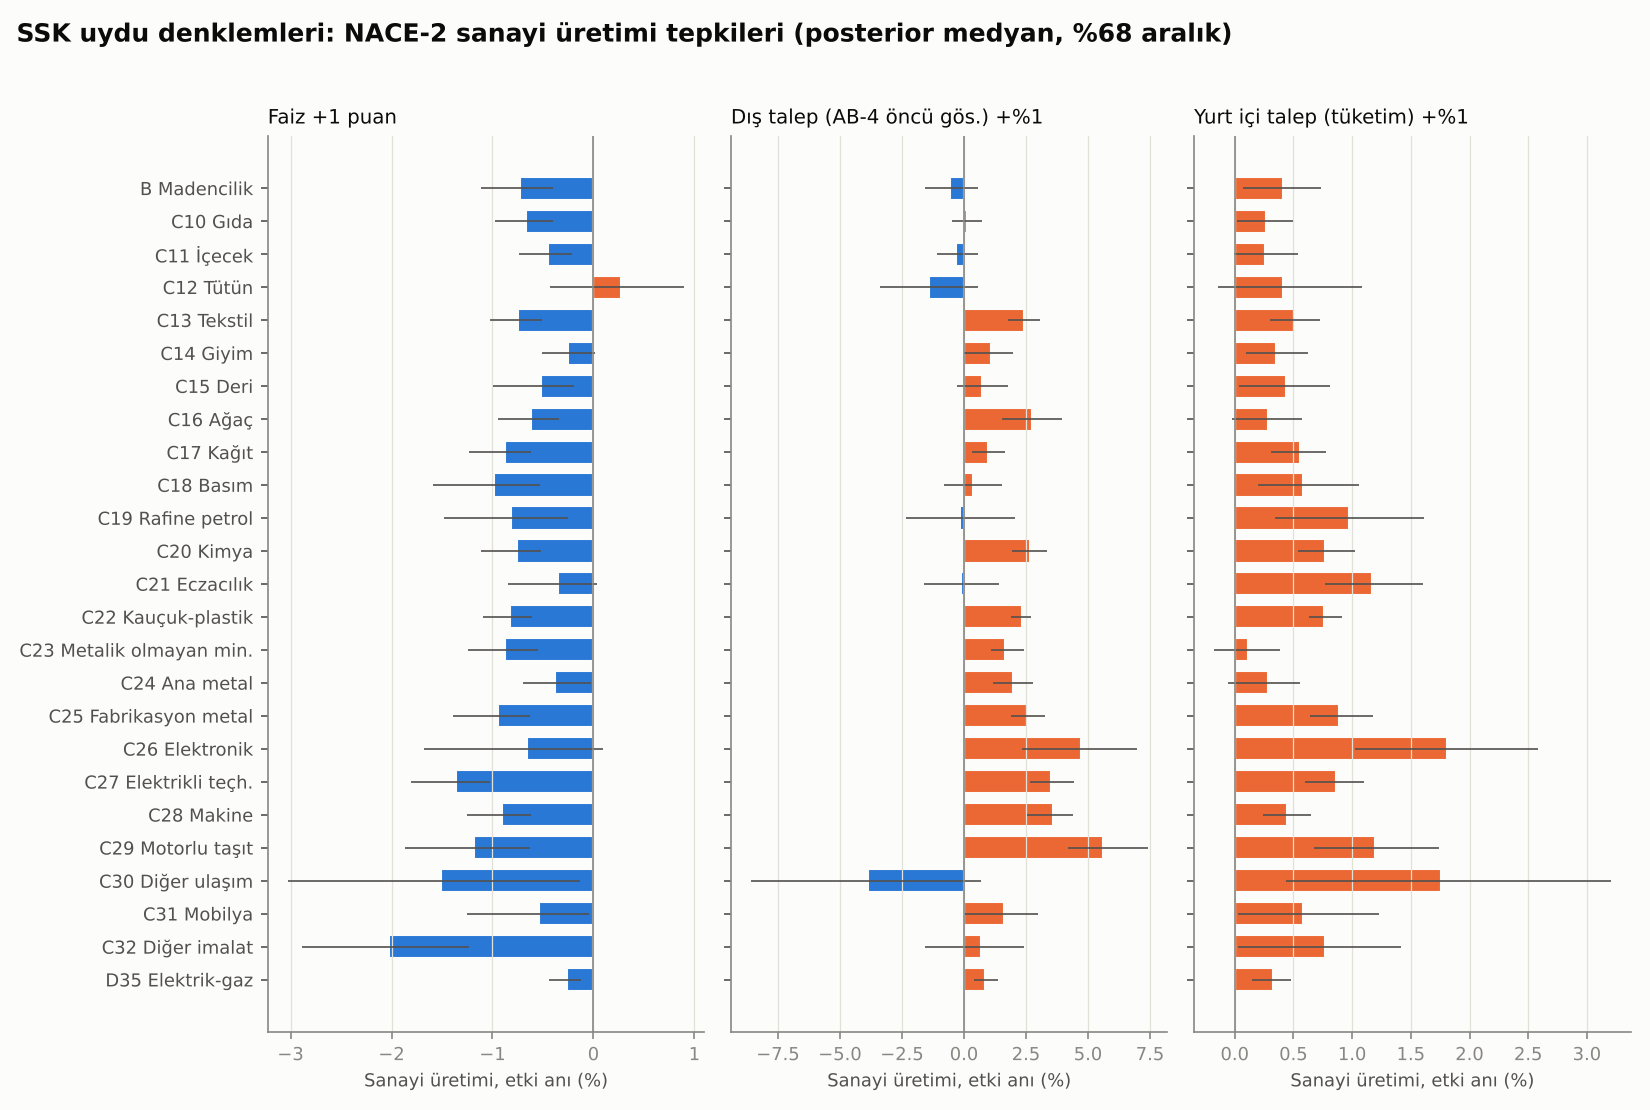 SSK uydu denklemleri: NACE-2 sanayi üretimi tepkileri (posterior medyan, %68 aralık)
Faiz +1 puan
Dış talep (AB-4 öncü gös.) +%1
Yurt içi talep (tüketim) +%1
B Madencilik
C10 Gıda
C11 İçecek
C12 Tütün
C13 Tekstil
C14 Giyim
C15 Deri
C16 Ağaç
C17 Kağıt
C18 Basım
C19 Rafine petrol
C20 Kimya
C21 Eczacılık
C22 Kauçuk-plastik
C23 Metalik olmayan min.
C24 Ana metal
C25 Fabrikasyon metal
C26 Elektronik
C27 Elektrikli teçh.
C28 Makine
C29 Motorlu taşıt
C30 Diğer ulaşım
C31 Mobilya
C32 Diğer imalat
D35 Elektrik-gaz
−3 −2 −1 0 1
Sanayi üretimi, etki anı (%)
−7.5 −5.0 −2.5 0.0 2.5 5.0 7.5
Sanayi üretimi, etki anı (%)
0.0 0.5 1.0 1.5 2.0 2.5 3.0
Sanayi üretimi, etki anı (%)